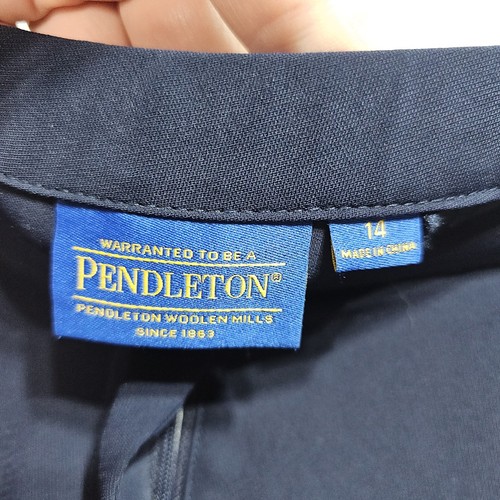 WARRANTED TO BE A
PENDLETON®
PENDLETON WOOLEN MILLS
SINCE 1863
14
MADE IN CHINA